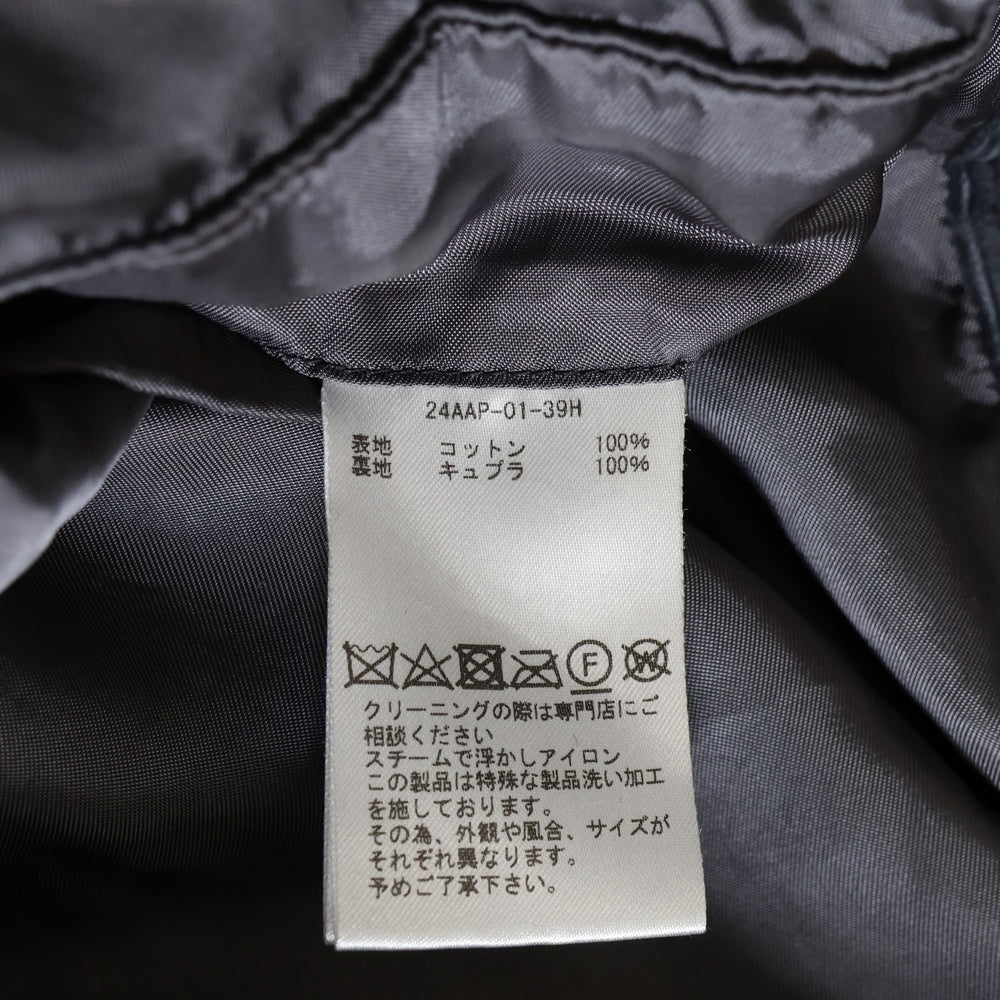 24AAP-01-39H
表地 コットン 100%
裏地 キュプラ 100%
F W
クリーニングの際は専門店にご
相談ください
スチームで浮かしアイロン
この製品は特殊な製品洗い加工
を施しております。
その為、外観や風合、サイズが
それぞれ異なります。
予めご了承下さい。